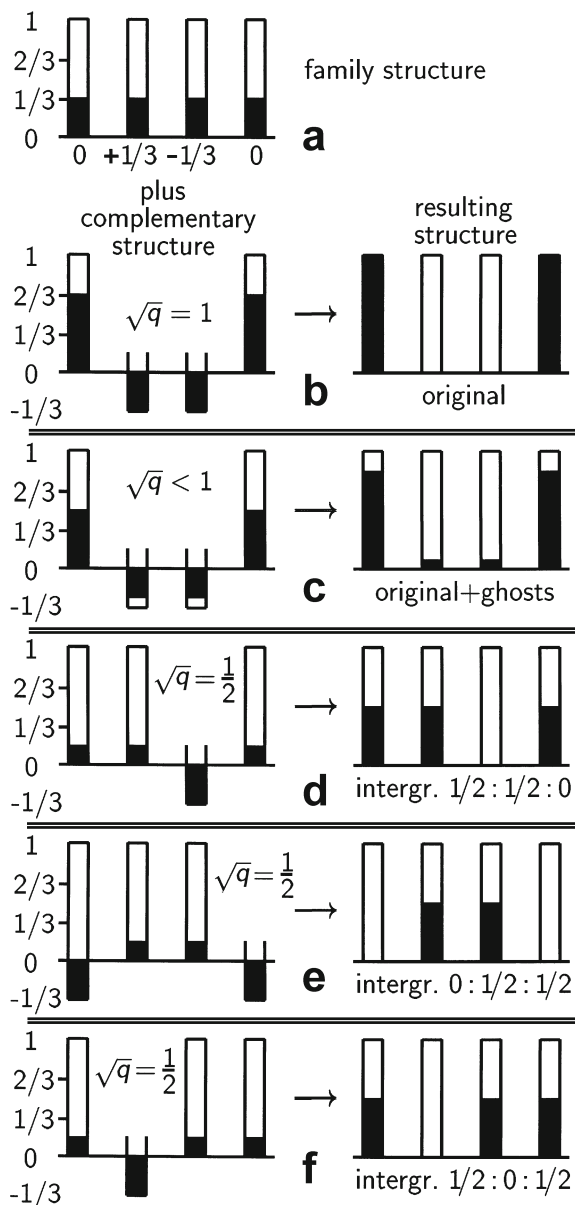 1
2/3
family structure
1/3
0
a
0 +1/3 -1/3 0
plus
complementary
structure
resulting
structure
1
2/3
√q = 1
→
1/3
0
b
original
-1/3
1
√q < 1
2/3
→
1/3
0
c
original+ghosts
-1/3
1
√q = 1/2
2/3
→
1/3
0
d
intergr. 1/2 : 1/2 : 0
-1/3
1
√q = 1/2
2/3
→
1/3
0
e
intergr. 0 : 1/2 : 1/2
-1/3
1
√q = 1/2
2/3
→
1/3
0
f
intergr. 1/2 : 0 : 1/2
-1/3